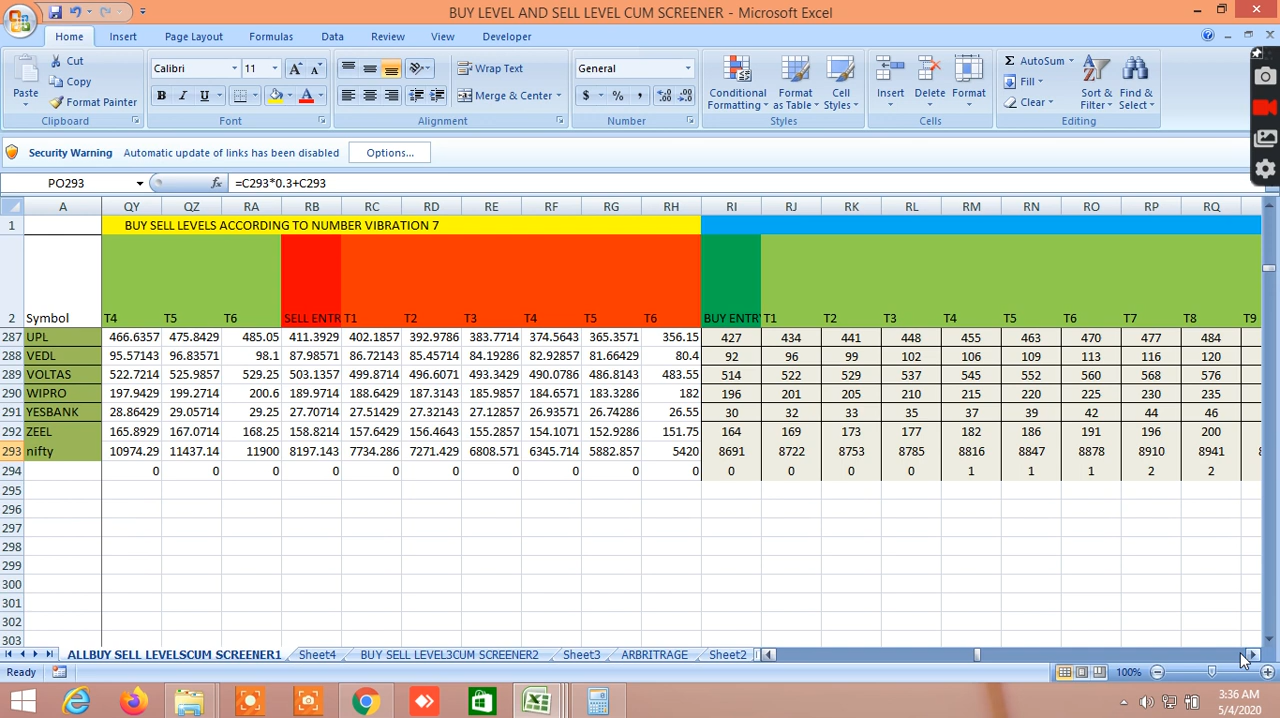 BUY LEVEL AND SELL LEVEL CUM SCREENER - Microsoft Excel
Home Insert Page Layout Formulas Data Review View Developer
Paste Cut Calibri 11 Wrap Text General Conditional Formatting Format as Table Cell Styles Insert Delete Format AutoSum Sort & Filter Find & Select
Copy Fill
Format Painter B I U A Merge & Center $ % , Clear
Clipboard Font Alignment Number Styles Cells Editing
Security Warning Automatic update of links has been disabled Options...
PO293 fx =C293*0.3+C293
A QY QZ RA RB RC RD RE RF RG RH RI RJ RK RL RM RN RO RP RQ
1 BUY SELL LEVELS ACCORDING TO NUMBER VIBRATION 7
2 Symbol T4 T5 T6 SELL ENTR T1 T2 T3 T4 T5 T6 BUY ENTRY T1 T2 T3 T4 T5 T6 T7 T8 T9
287 UPL 466.6357 475.8429 485.05 411.3929 402.1857 392.9786 383.7714 374.5643 365.3571 356.15 427 434 441 448 455 463 470 477 484
288 VEDL 95.57143 96.83571 98.1 87.98571 86.72143 85.45714 84.19286 82.92857 81.66429 80.4 92 96 99 102 106 109 113 116 120
289 VOLTAS 522.7214 525.9857 529.25 503.1357 499.8714 496.6071 493.3429 490.0786 486.8143 483.55 514 522 529 537 545 552 560 568 576
290 WIPRO 197.9429 199.2714 200.6 189.9714 188.6429 187.3143 185.9857 184.6571 183.3286 182 196 201 205 210 215 220 225 230 235
291 YESBANK 28.86429 29.05714 29.25 27.70714 27.51429 27.32143 27.12857 26.93571 26.74286 26.55 30 32 33 35 37 39 42 44 46
292 ZEEL 165.8929 167.0714 168.25 158.8214 157.6429 156.4643 155.2857 154.1071 152.9286 151.75 164 169 173 177 182 186 191 196 200
293 nifty 10974.29 11437.14 11900 8197.143 7734.286 7271.429 6808.571 6345.714 5882.857 5420 8691 8722 8753 8785 8816 8847 8878 8910 8941
294 0 0 0 0 0 0 0 0 0 0 0 0 0 0 1 1 1 2 2
295
296
297
298
299
300
301
302
303
ALLBUY SELL LEVELSCUM SCREENER1 Sheet4 BUY SELL LEVEL3CUM SCREENER2 Sheet3 ARBRITRAGE Sheet2
Ready 100%
3:36 AM
5/4/2020